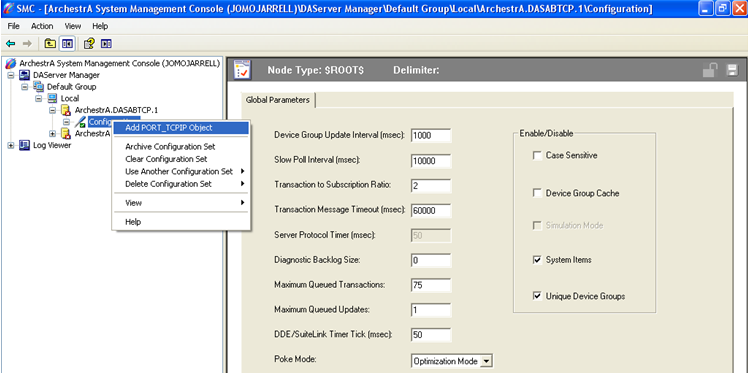 SMC - [ArchestrA System Management Console (JOMOJARRELL)\DAServer Manager\Default Group\Local\ArchestrA.DASABTCP.1\Configuration]
File Action View Help
ArchestrA System Management Console (JOMOJARRELL)
DAServer Manager
Default Group
Local
ArchestrA.DASABTCP.1
Configu
ArchestrA
Log Viewer
Add PORT_TCPIP Object
Archive Configuration Set
Clear Configuration Set
Use Another Configuration Set
Delete Configuration Set
View
Help
Node Type: $ROOT$ Delimiter:
Global Parameters
Device Group Update Interval (msec): 1000
Slow Poll Interval (msec): 10000
Transaction to Subscription Ratio: 2
Transaction Message Timeout (msec): 60000
Server Protocol Timer (msec): 50
Diagnostic Backlog Size: 0
Maximum Queued Transactions: 75
Maximum Queued Updates: 1
DDE/SuiteLink Timer Tick (msec): 50
Poke Mode: Optimization Mode
Enable/Disable
Case Sensitive
Device Group Cache
Simulation Mode
System Items
Unique Device Groups